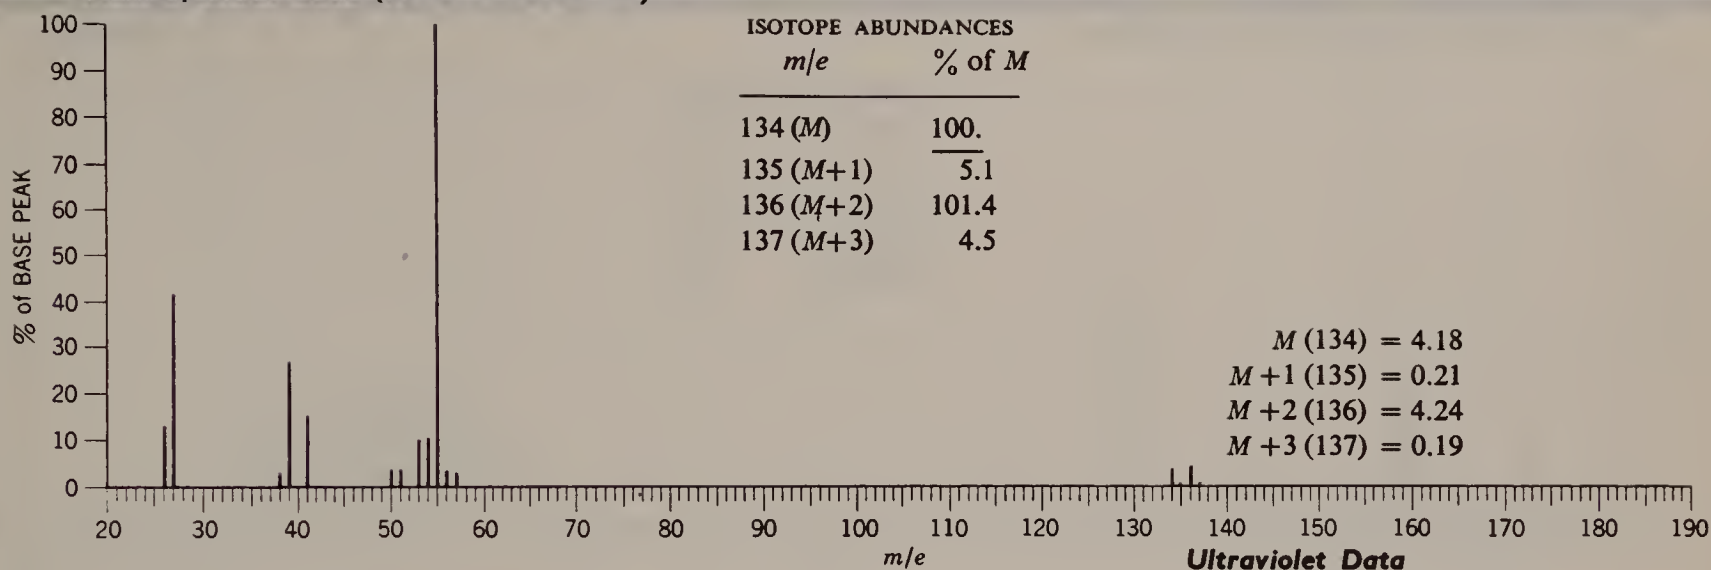 ISOTOPE ABUNDANCES
m/e % of M
134 (M) 100.
135 (M+1) 5.1
136 (M+2) 101.4
137 (M+3) 4.5
% of BASE PEAK
100
90
80
70
60
50
40
30
20
10
0
M (134) = 4.18
M+1 (135) = 0.21
M+2 (136) = 4.24
M+3 (137) = 0.19
20 30 40 50 60 70 80 90 100 110 120 130 140 150 160 170 180 190
m/e
Ultraviolet Data